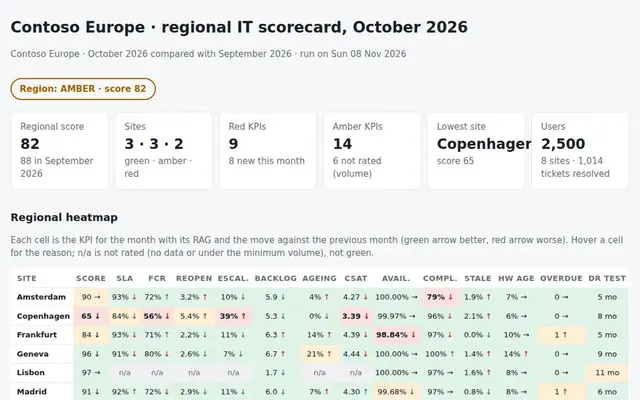 Contoso Europe · regional IT scorecard, October 2026
Contoso Europe · October 2026 compared with September 2026 · run on Sun 08 Nov 2026
Region: AMBER · score 82
Regional score
82
88 in September
2026
Sites
3 · 3 · 2
green · amber ·
red
Red KPIs
9
8 new this month
Amber KPIs
14
6 not rated
(volume)
Lowest site
Copenhagen
score 65
Users
2,500
8 sites · 1,014
tickets resolved
Regional heatmap
Each cell is the KPI for the month with its RAG and the move against the previous month (green arrow better, red arrow worse). Hover a cell
for the reason; n/a is not rated (no data or under the minimum volume), not green.
SITE SCORE SLA FCR REOPEN ESCAL. BACKLOG AGEING CSAT AVAIL. COMPL. STALE HW AGE OVERDUE DR TEST
Amsterdam 90 → 93% ↓ 72% ↑ 3.2% ↑ 10% ↓ 5.9 ↓ 4% ↑ 4.27 ↓ 100.00% → 79% ↓ 1.9% ↑ 7% → 0 → 5 mo
Copenhagen 65 ↓ 84% ↓ 56% ↓ 5.4% ↑ 39% ↑ 5.3 ↓ 0% ↓ 3.39 ↓ 99.97% → 96% ↓ 2.1% ↑ 6% → 0 → 8 mo
Frankfurt 84 ↓ 93% ↓ 71% ↓ 2.2% ↓ 11% ↓ 6.3 ↑ 14% ↑ 4.39 ↓ 98.84% ↓ 97% ↓ 0.0% ↓ 10% → 1 ↑ 5 mo
Geneva 96 ↓ 91% ↓ 80% ↓ 2.6% ↓ 7% ↓ 6.7 ↑ 21% ↑ 4.44 ↓ 100.00% → 100% ↑ 1.4% ↑ 14% ↑ 0 → 9 mo
Lisbon 97 → n/a n/a n/a n/a 1.7 ↓ n/a n/a 100.00% → 97% → 1.6% ↑ 8% → 0 → 11 mo
Madrid 91 ↓ 92% ↑ 72% ↓ 2.9% ↓ 11% ↓ 6.0 ↓ 7% ↑ 4.30 ↑ 99.68% ↓ 97% → 0.8% ↓ 8% → 1 ↑ 6 mo